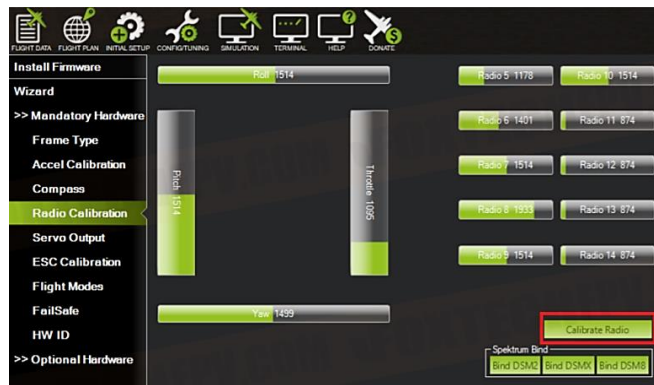 FLIGHT DATA FLIGHT PLAN INITIAL SETUP CONFIG/TUNING SIMULATION TERMINAL HELP DONATE
Install Firmware
Wizard
>> Mandatory Hardware
Frame Type
Accel Calibration
Compass
Radio Calibration
Servo Output
ESC Calibration
Flight Modes
FailSafe
HW ID
>> Optional Hardware
Roll 1514
Pitch 1514
Throttle 1095
Yaw 1499
Radio 5 1178
Radio 10 1514
Radio 6 1401
Radio 11 874
Radio 7 1514
Radio 12 874
Radio 8 1933
Radio 13 874
Radio 9 1514
Radio 14 874
Calibrate Radio
Spektrum Bind
Bind DSM2 Bind DSMX Bind DSM8